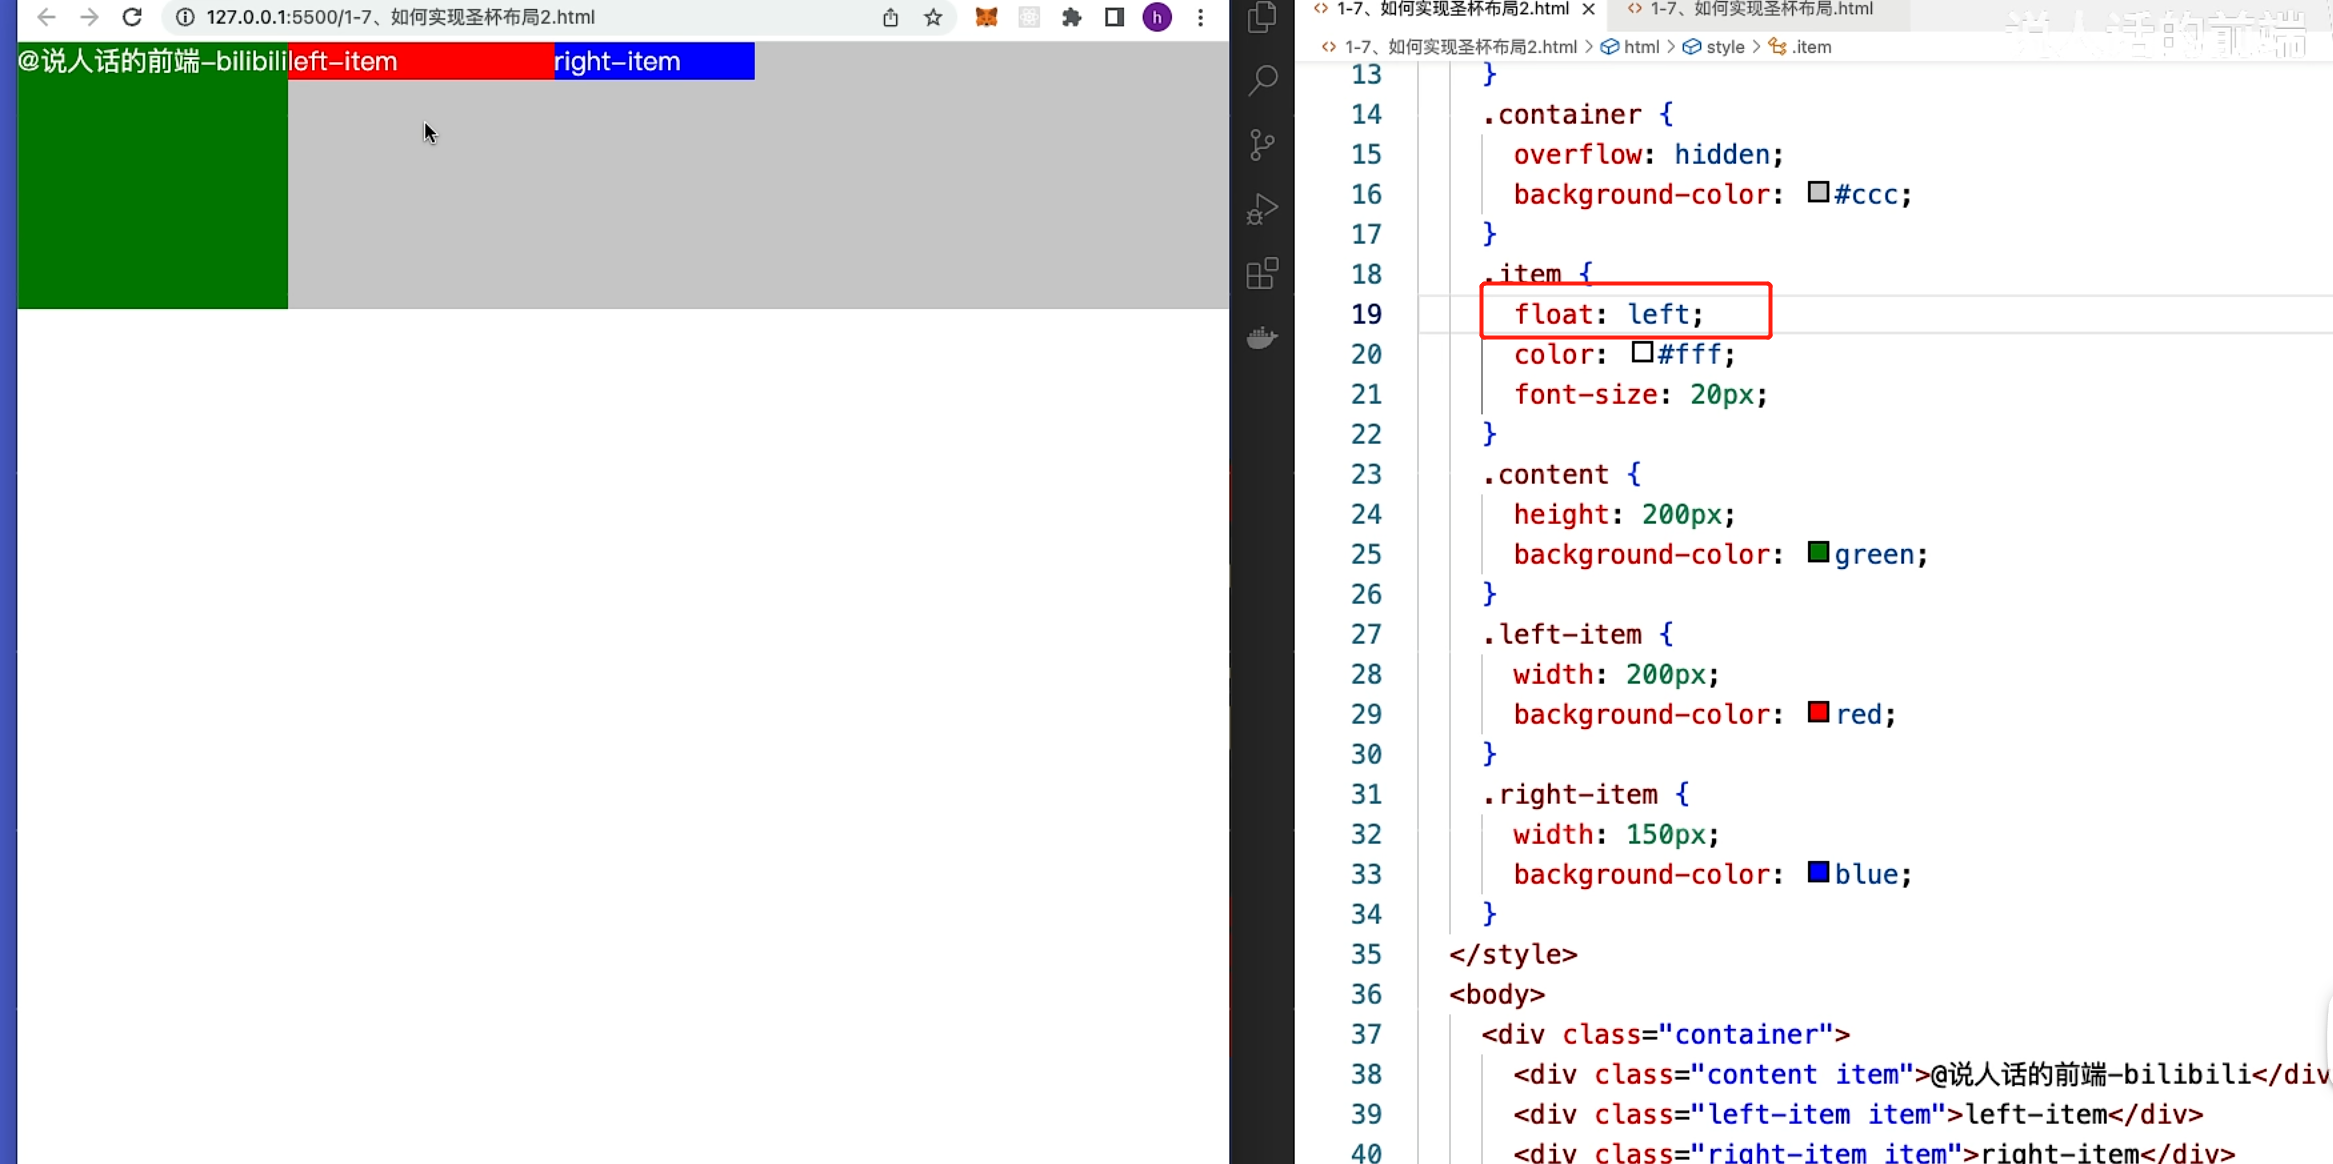 127.0.0.1:5500/1-7、如何实现圣杯布局2.html
h
@说人话的前端-bilibili
left-item
right-item
1-7、如何实现圣杯布局2.html
1-7、如何实现圣杯布局.html
说人话的前端
1-7、如何实现圣杯布局2.html > html > style > .item
13 }
14 .container {
15 overflow: hidden;
16 background-color: #ccc;
17 }
18 .item {
19 float: left;
20 color: #fff;
21 font-size: 20px;
22 }
23 .content {
24 height: 200px;
25 background-color: green;
26 }
27 .left-item {
28 width: 200px;
29 background-color: red;
30 }
31 .right-item {
32 width: 150px;
33 background-color: blue;
34 }
35 </style>
36 <body>
37 <div class="container">
38 <div class="content item">@说人话的前端-bilibili</div
39 <div class="left-item item">left-item</div>
40 <div class="right-item item">right-item</div>